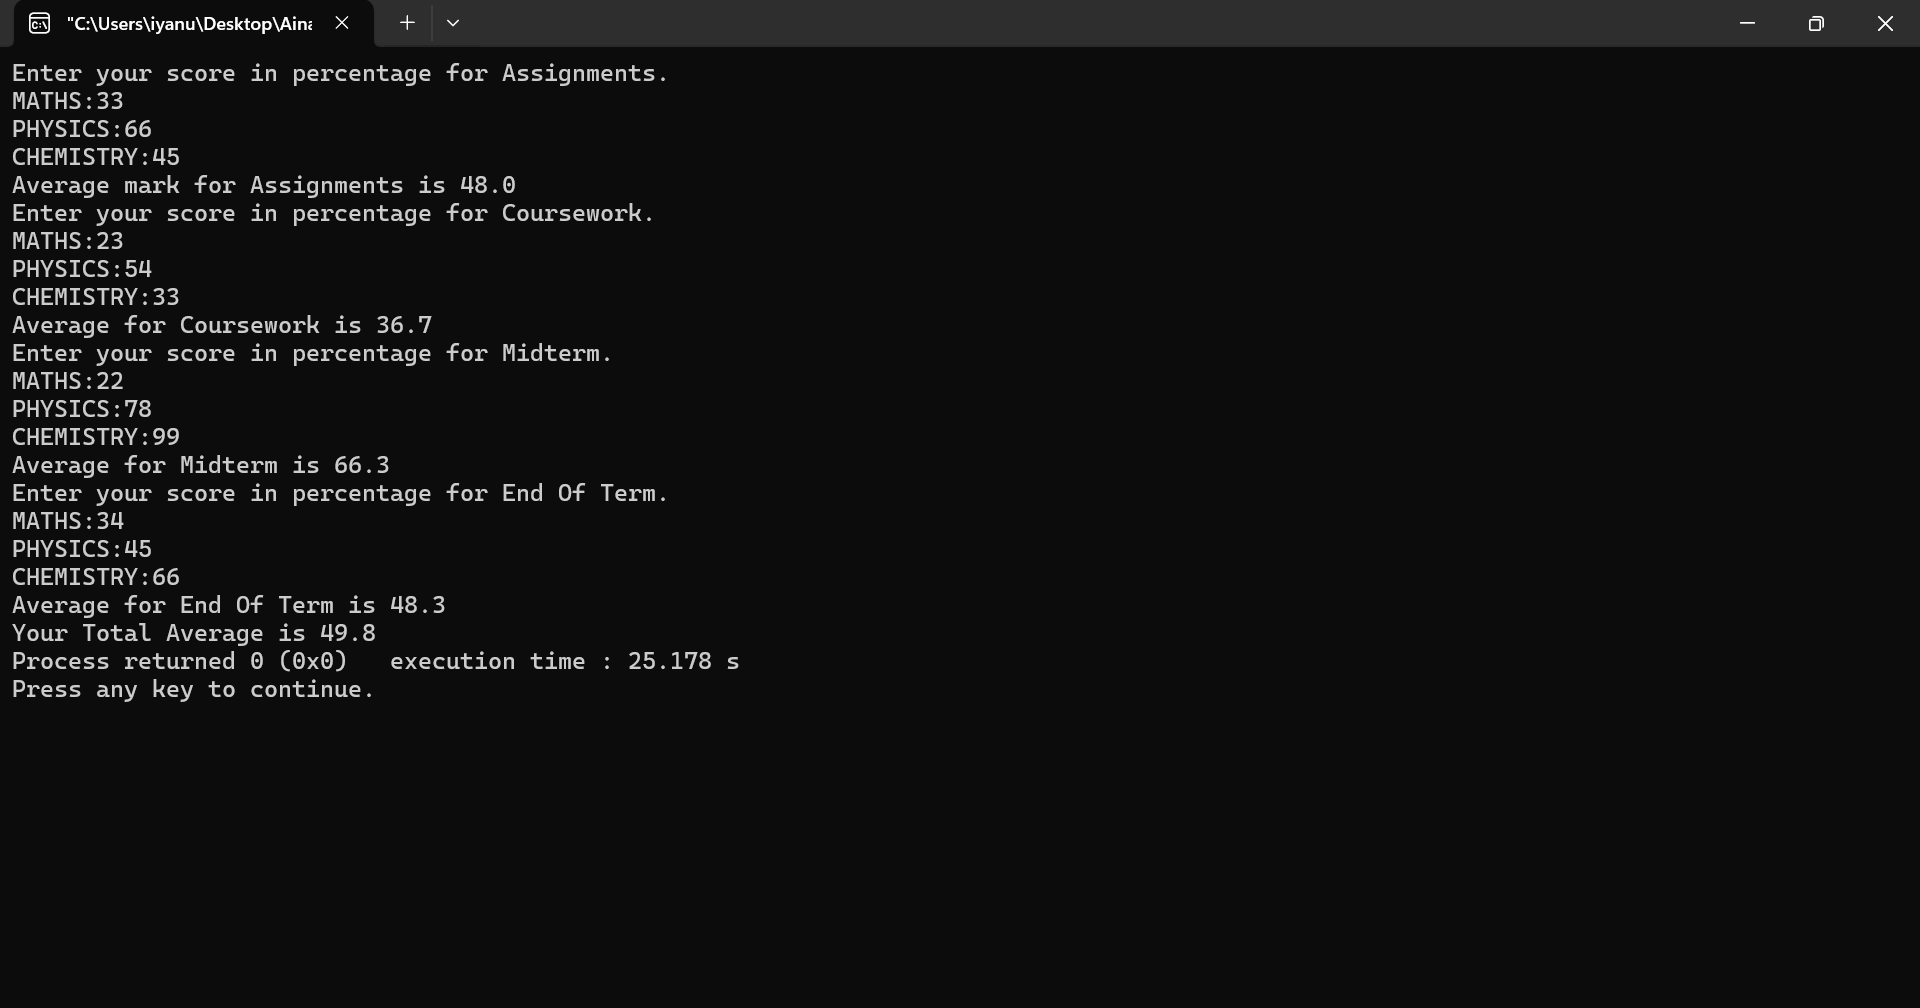 "C:\Users\iyanu\Desktop\Aina
Enter your score in percentage for Assignments.
MATHS:33
PHYSICS:66
CHEMISTRY:45
Average mark for Assignments is 48.0
Enter your score in percentage for Coursework.
MATHS:23
PHYSICS:54
CHEMISTRY:33
Average for Coursework is 36.7
Enter your score in percentage for Midterm.
MATHS:22
PHYSICS:78
CHEMISTRY:99
Average for Midterm is 66.3
Enter your score in percentage for End Of Term.
MATHS:34
PHYSICS:45
CHEMISTRY:66
Average for End Of Term is 48.3
Your Total Average is 49.8
Process returned 0 (0x0)   execution time : 25.178 s
Press any key to continue.